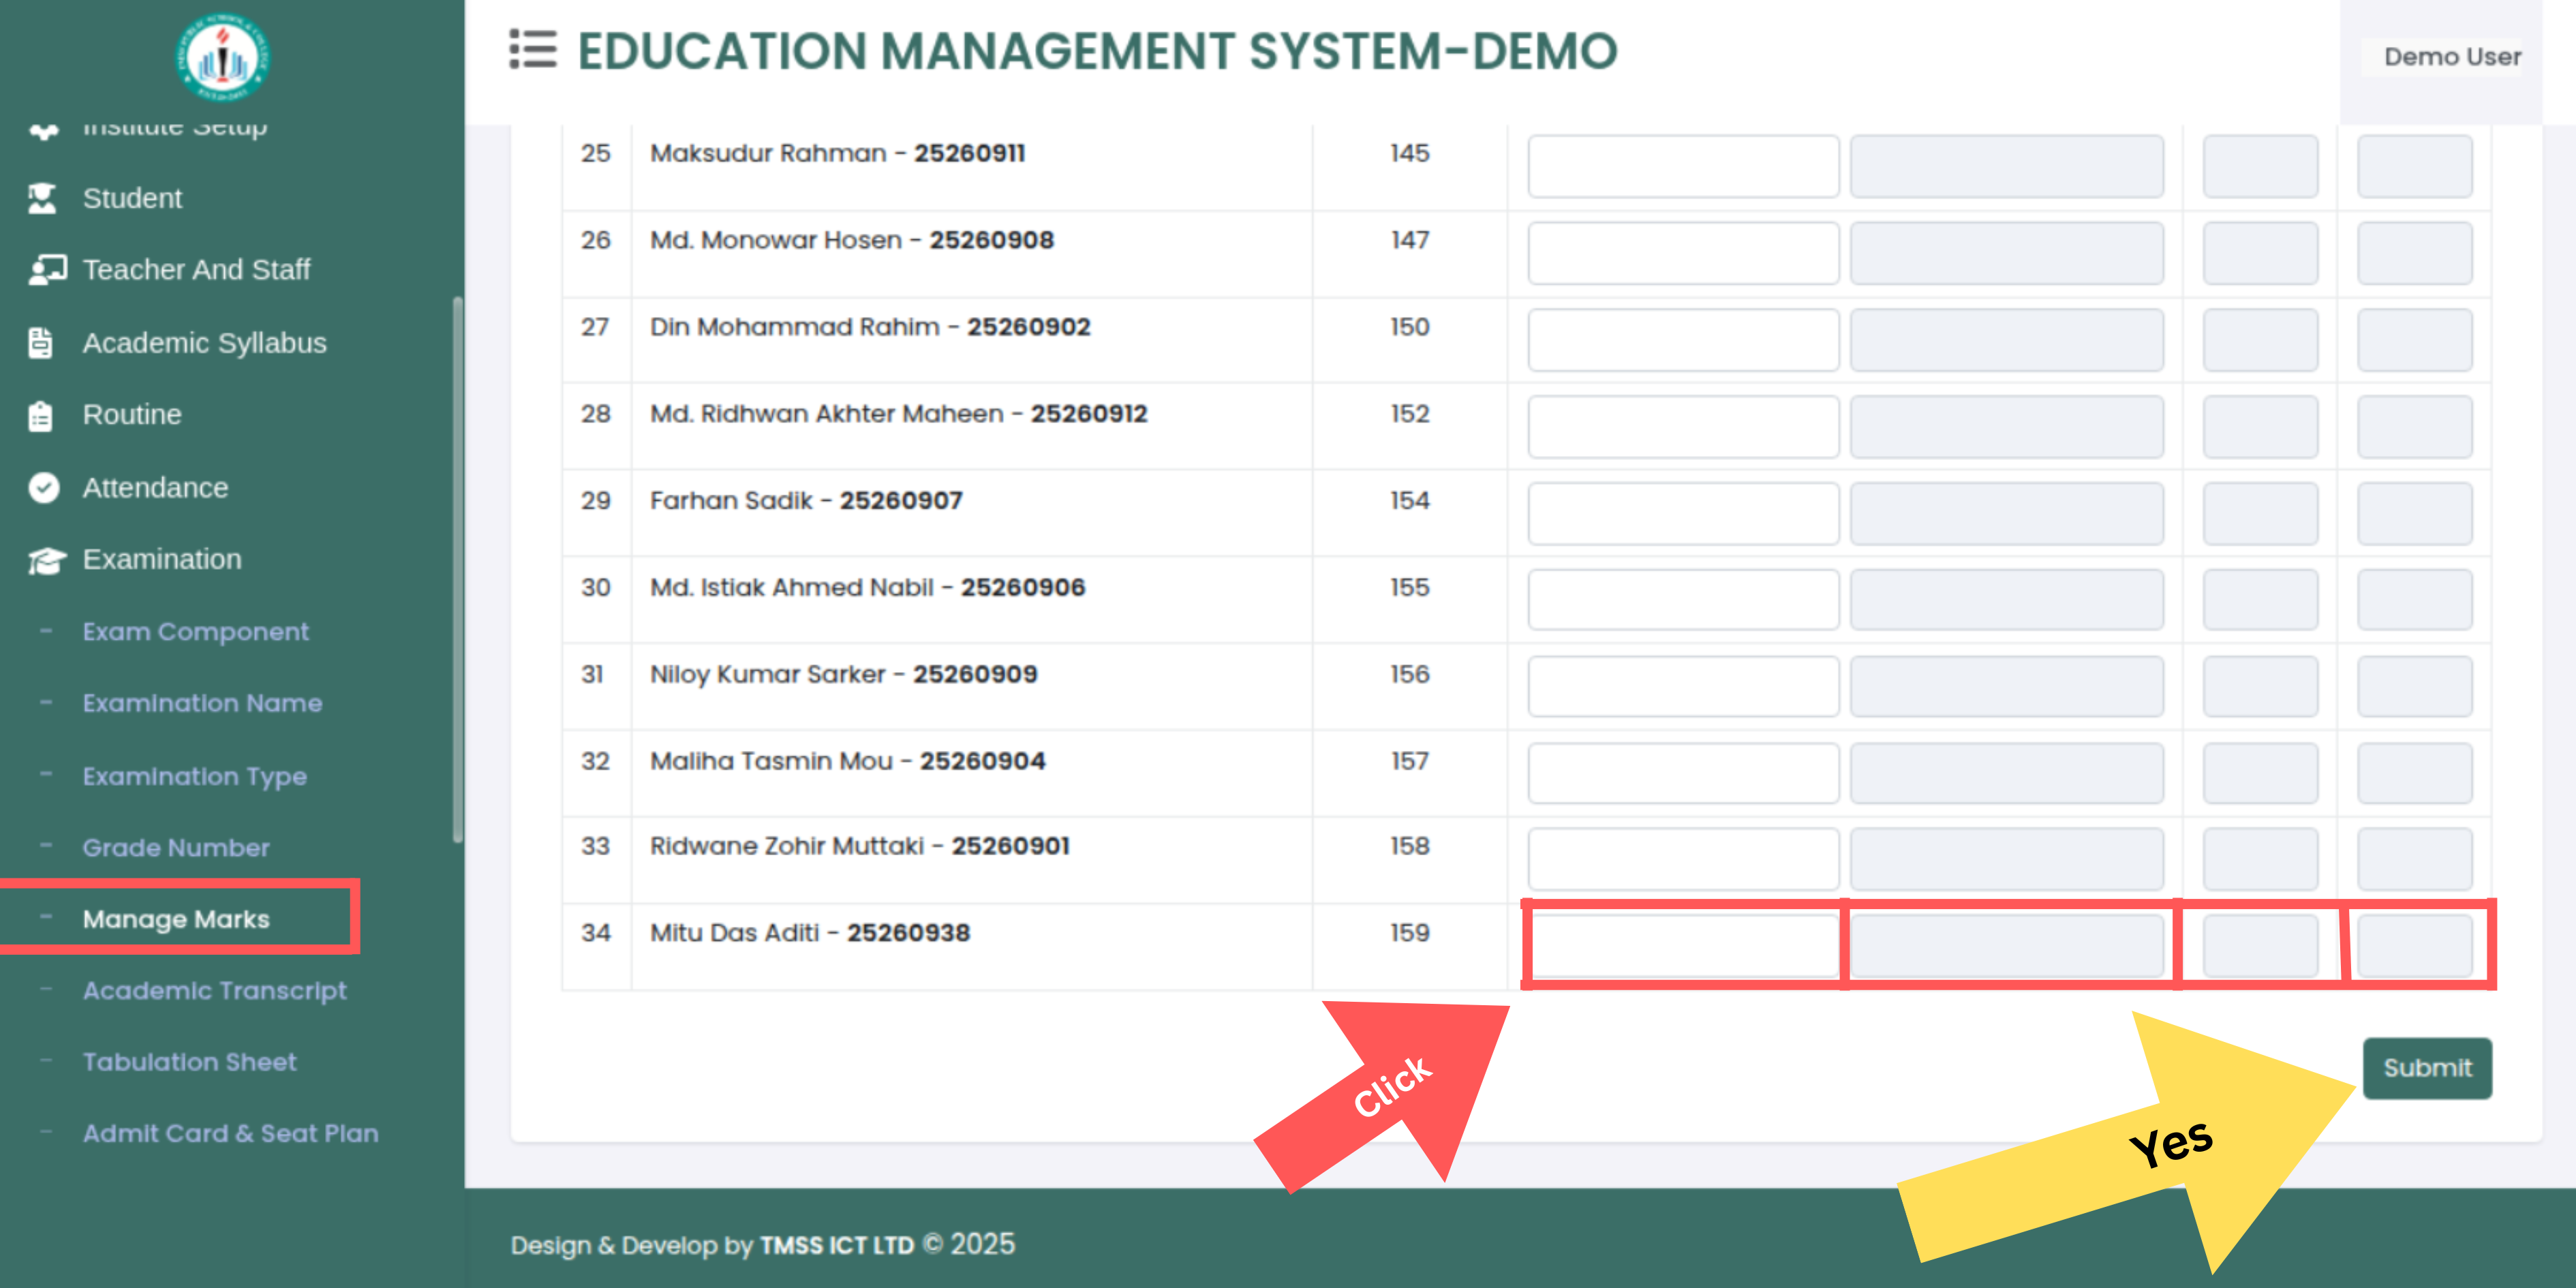 EDUCATION MANAGEMENT SYSTEM-DEMO
Demo User
Institute Setup
Student
Teacher And Staff
Academic Syllabus
Routine
Attendance
Examination
- Exam Component
- Examination Name
- Examination Type
- Grade Number
- Manage Marks
- Academic Transcript
- Tabulation Sheet
- Admit Card & Seat Plan
25 Maksudur Rahman - 25260911 145
26 Md. Monowar Hosen - 25260908 147
27 Din Mohammad Rahim - 25260902 150
28 Md. Ridhwan Akhter Maheen - 25260912 152
29 Farhan Sadik - 25260907 154
30 Md. Istiak Ahmed Nabil - 25260906 155
31 Niloy Kumar Sarker - 25260909 156
32 Maliha Tasmin Mou - 25260904 157
33 Ridwane Zohir Muttaki - 25260901 158
34 Mitu Das Aditi - 25260938 159
Click
Submit
Yes
Design & Develop by TMSS ICT LTD © 2025